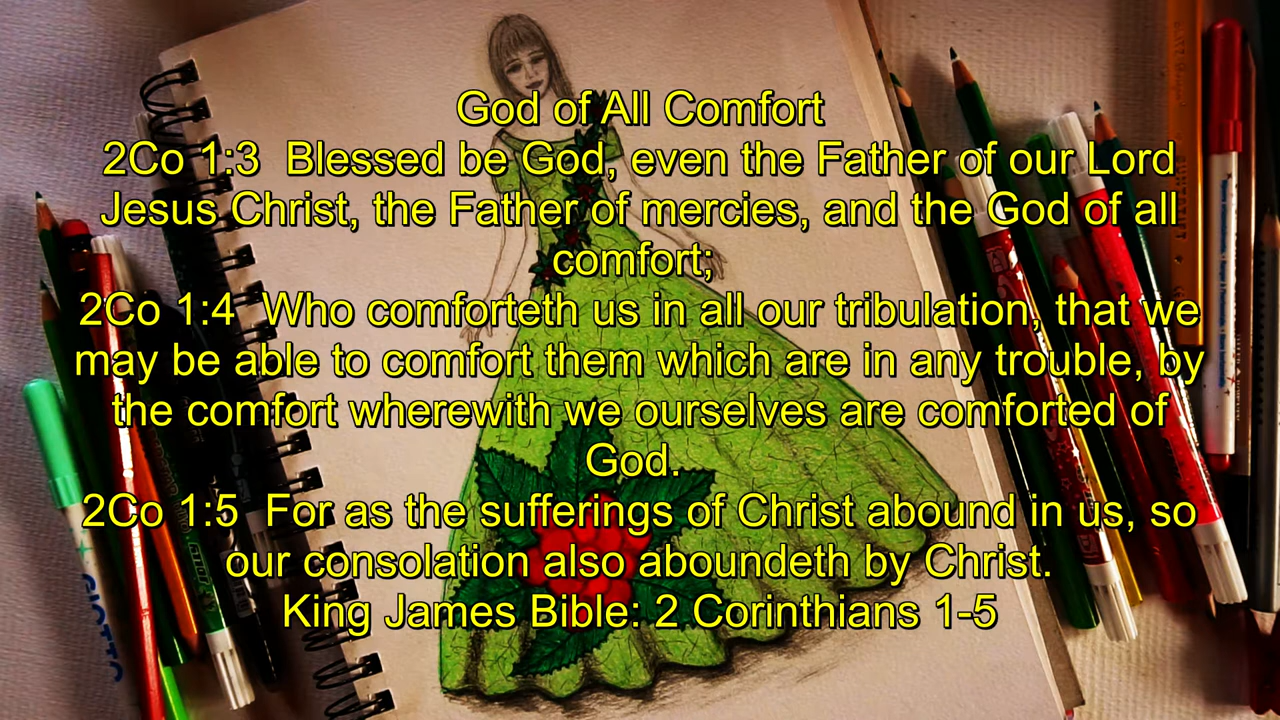 God of All Comfort
2Co 1:3  Blessed be God, even the Father of our Lord
Jesus Christ, the Father of mercies, and the God of all
comfort;
2Co 1:4  Who comforteth us in all our tribulation, that we
may be able to comfort them which are in any trouble, by
the comfort wherewith we ourselves are comforted of
God.
2Co 1:5  For as the sufferings of Christ abound in us, so
our consolation also aboundeth by Christ.
King James Bible: 2 Corinthians 1-5